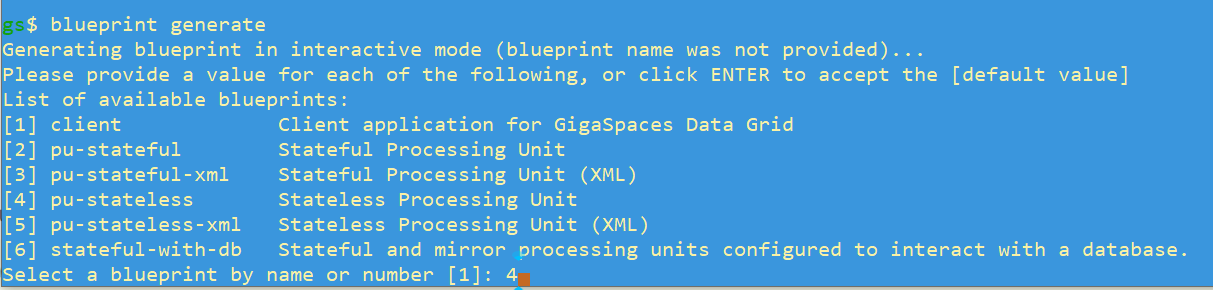 gs$ blueprint generate
Generating blueprint in interactive mode (blueprint name was not provided)...
Please provide a value for each of the following, or click ENTER to accept the [default value]
List of available blueprints:
[1] client Client application for GigaSpaces Data Grid
[2] pu-stateful Stateful Processing Unit
[3] pu-stateful-xml Stateful Processing Unit (XML)
[4] pu-stateless Stateless Processing Unit
[5] pu-stateless-xml Stateless Processing Unit (XML)
[6] stateful-with-db Stateful and mirror processing units configured to interact with a database.
Select a blueprint by name or number [1]: 4